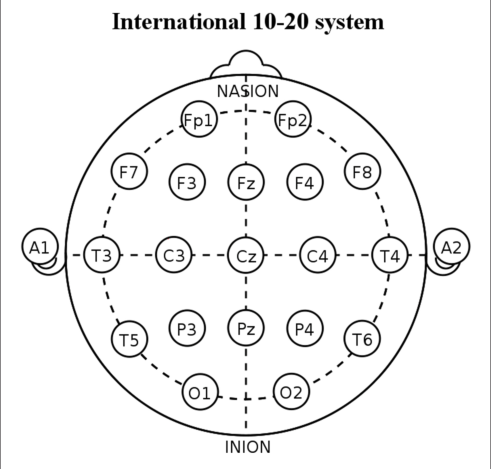 International 10-20 system
NASION
Fp1 Fp2
F7 F3 Fz F4 F8
A1 T3 C3 Cz C4 T4 A2
T5 P3 Pz P4 T6
O1 O2
INION